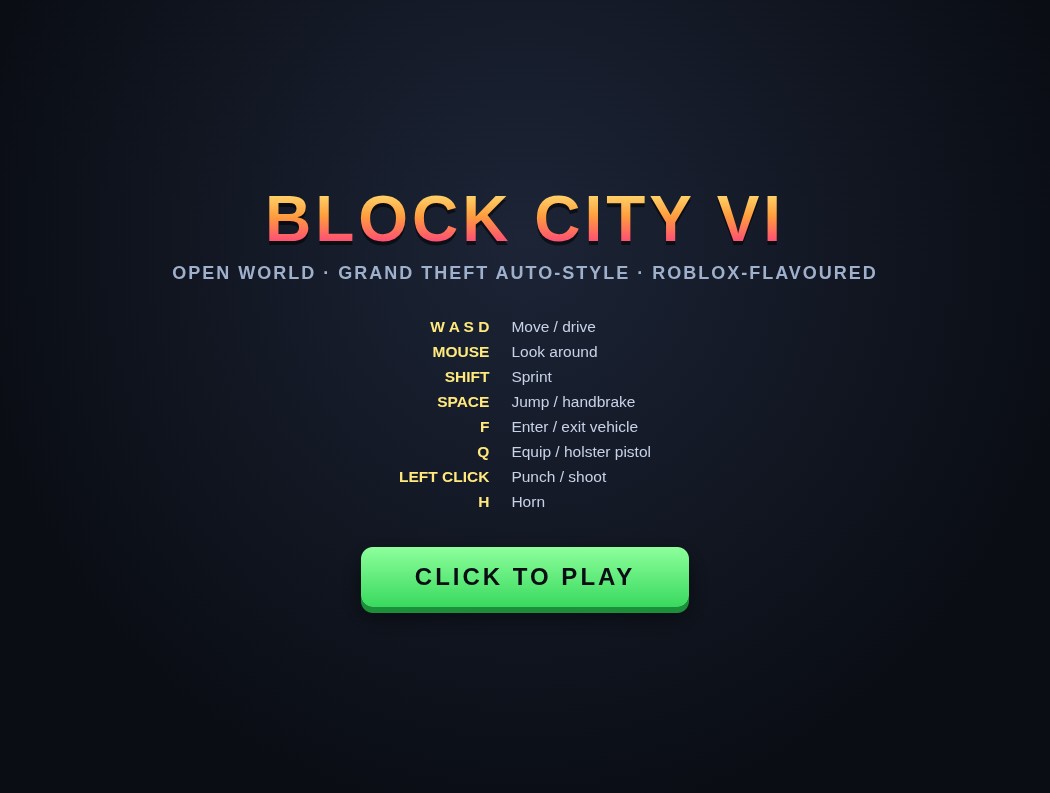 BLOCK CITY VI
OPEN WORLD · GRAND THEFT AUTO-STYLE · ROBLOX-FLAVOURED
W A S D Move / drive
MOUSE Look around
SHIFT Sprint
SPACE Jump / handbrake
F Enter / exit vehicle
Q Equip / holster pistol
LEFT CLICK Punch / shoot
H Horn
CLICK TO PLAY